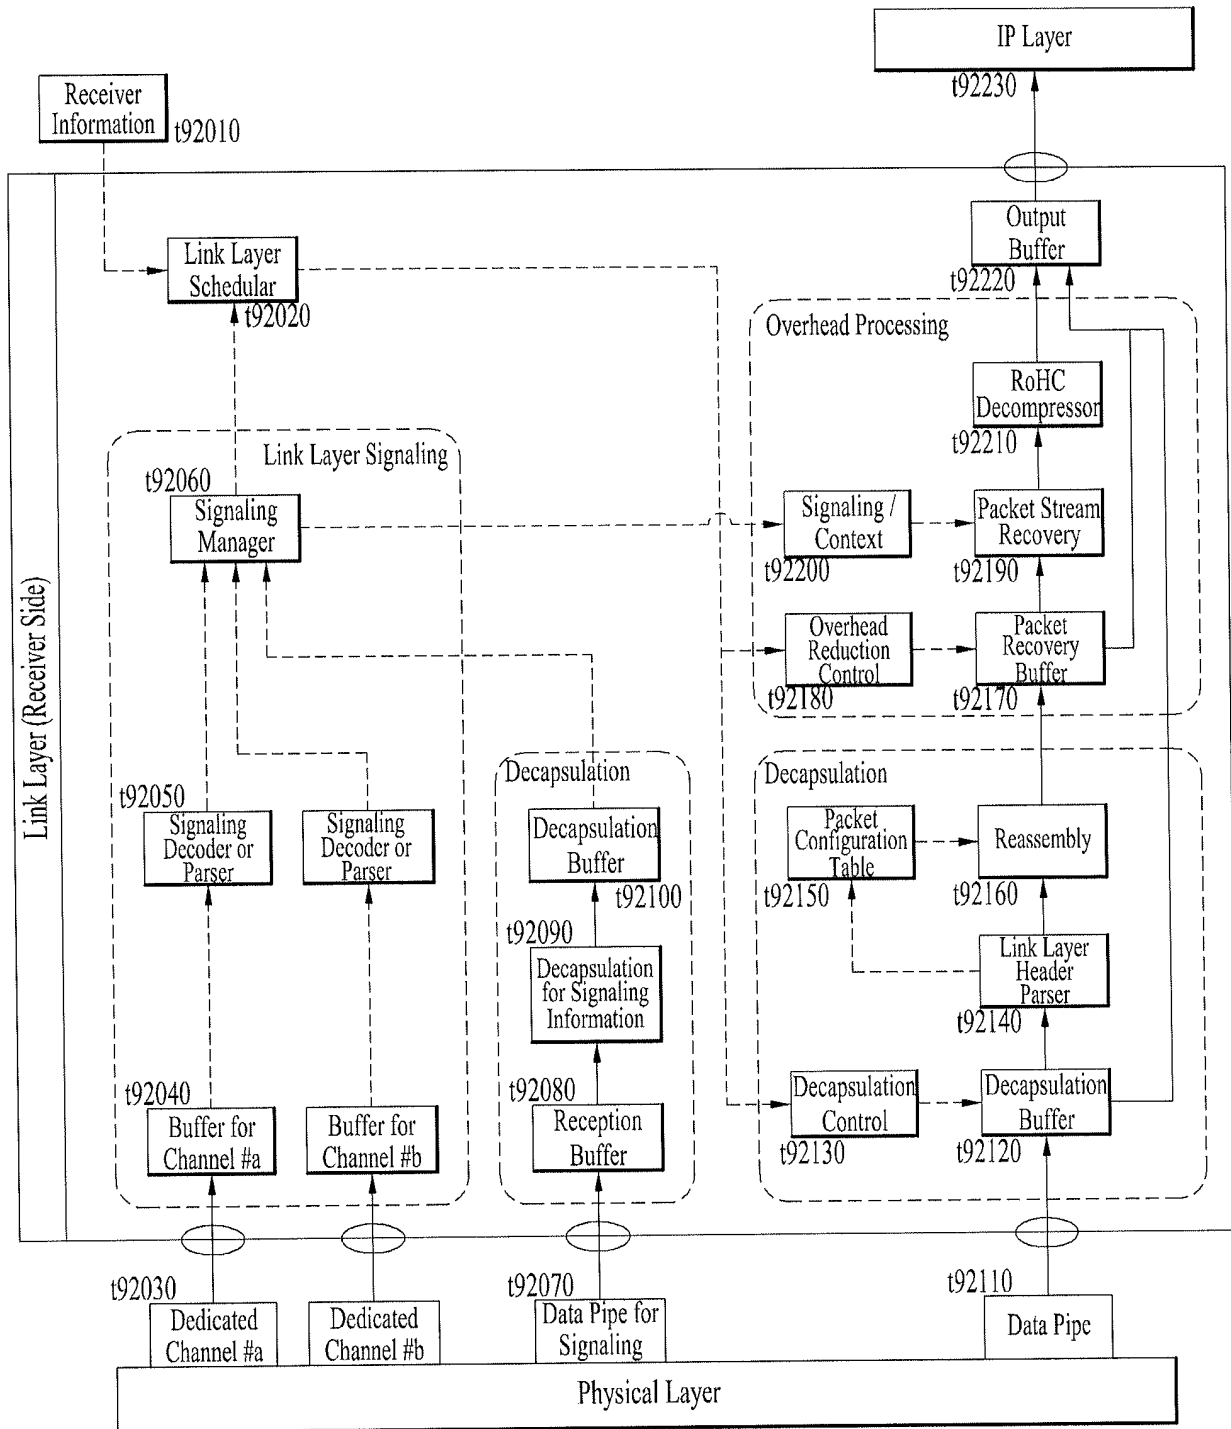 IP Layer
t92230
Receiver
Information
t92010
Link Layer (Receiver Side)
Output
Buffer
t92220
Link Layer
Schedular
t92020
Overhead Processing
RoHC
Decompressor
t92210
Link Layer Signaling
t92060
Signaling
Manager
Signaling /
Context
t92200
Packet Stream
Recovery
t92190
Overhead
Reduction
Control
t92180
Packet
Recovery
Buffer
t92170
t92050
Signaling
Decoder or
Parser
Signaling
Decoder or
Parser
Decapsulation
Decapsulation
Buffer
t92100
t92090
Decapsulation
for Signaling
Information
t92080
Reception
Buffer
Decapsulation
Packet
Configuration
Table
t92150
Reassembly
t92160
Link Layer
Header
Parser
t92140
Decapsulation
Control
t92130
Decapsulation
Buffer
t92120
t92040
Buffer for
Channel #a
Buffer for
Channel #b
t92030
Dedicated
Channel #a
Dedicated
Channel #b
t92070
Data Pipe for
Signaling
t92110
Data Pipe
Physical Layer